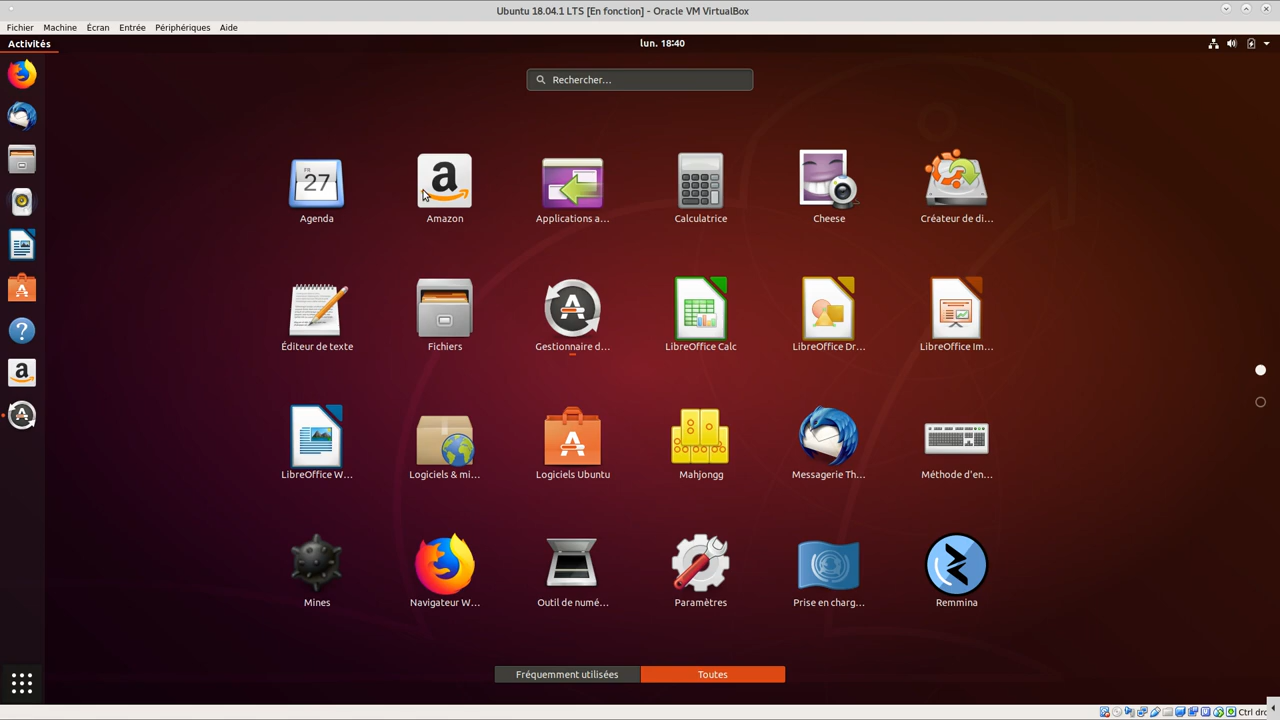 Ubuntu 18.04.1 LTS [En fonction] - Oracle VM VirtualBox
Fichier Machine Écran Entrée Périphériques Aide
Activités
lun. 18:40
Rechercher...
FRI
27
Agenda
Amazon
Applications a...
Calculatrice
Cheese
Créateur de di...
Éditeur de texte
Fichiers
Gestionnaire d...
LibreOffice Calc
LibreOffice Dr...
LibreOffice Im...
LibreOffice W...
Logiciels & mi...
Logiciels Ubuntu
Mahjongg
Messagerie Th...
Méthode d'en...
Mines
Navigateur W...
Outil de numé...
Paramètres
Prise en charg...
Remmina
Fréquemment utilisées
Toutes
Ctrl dro